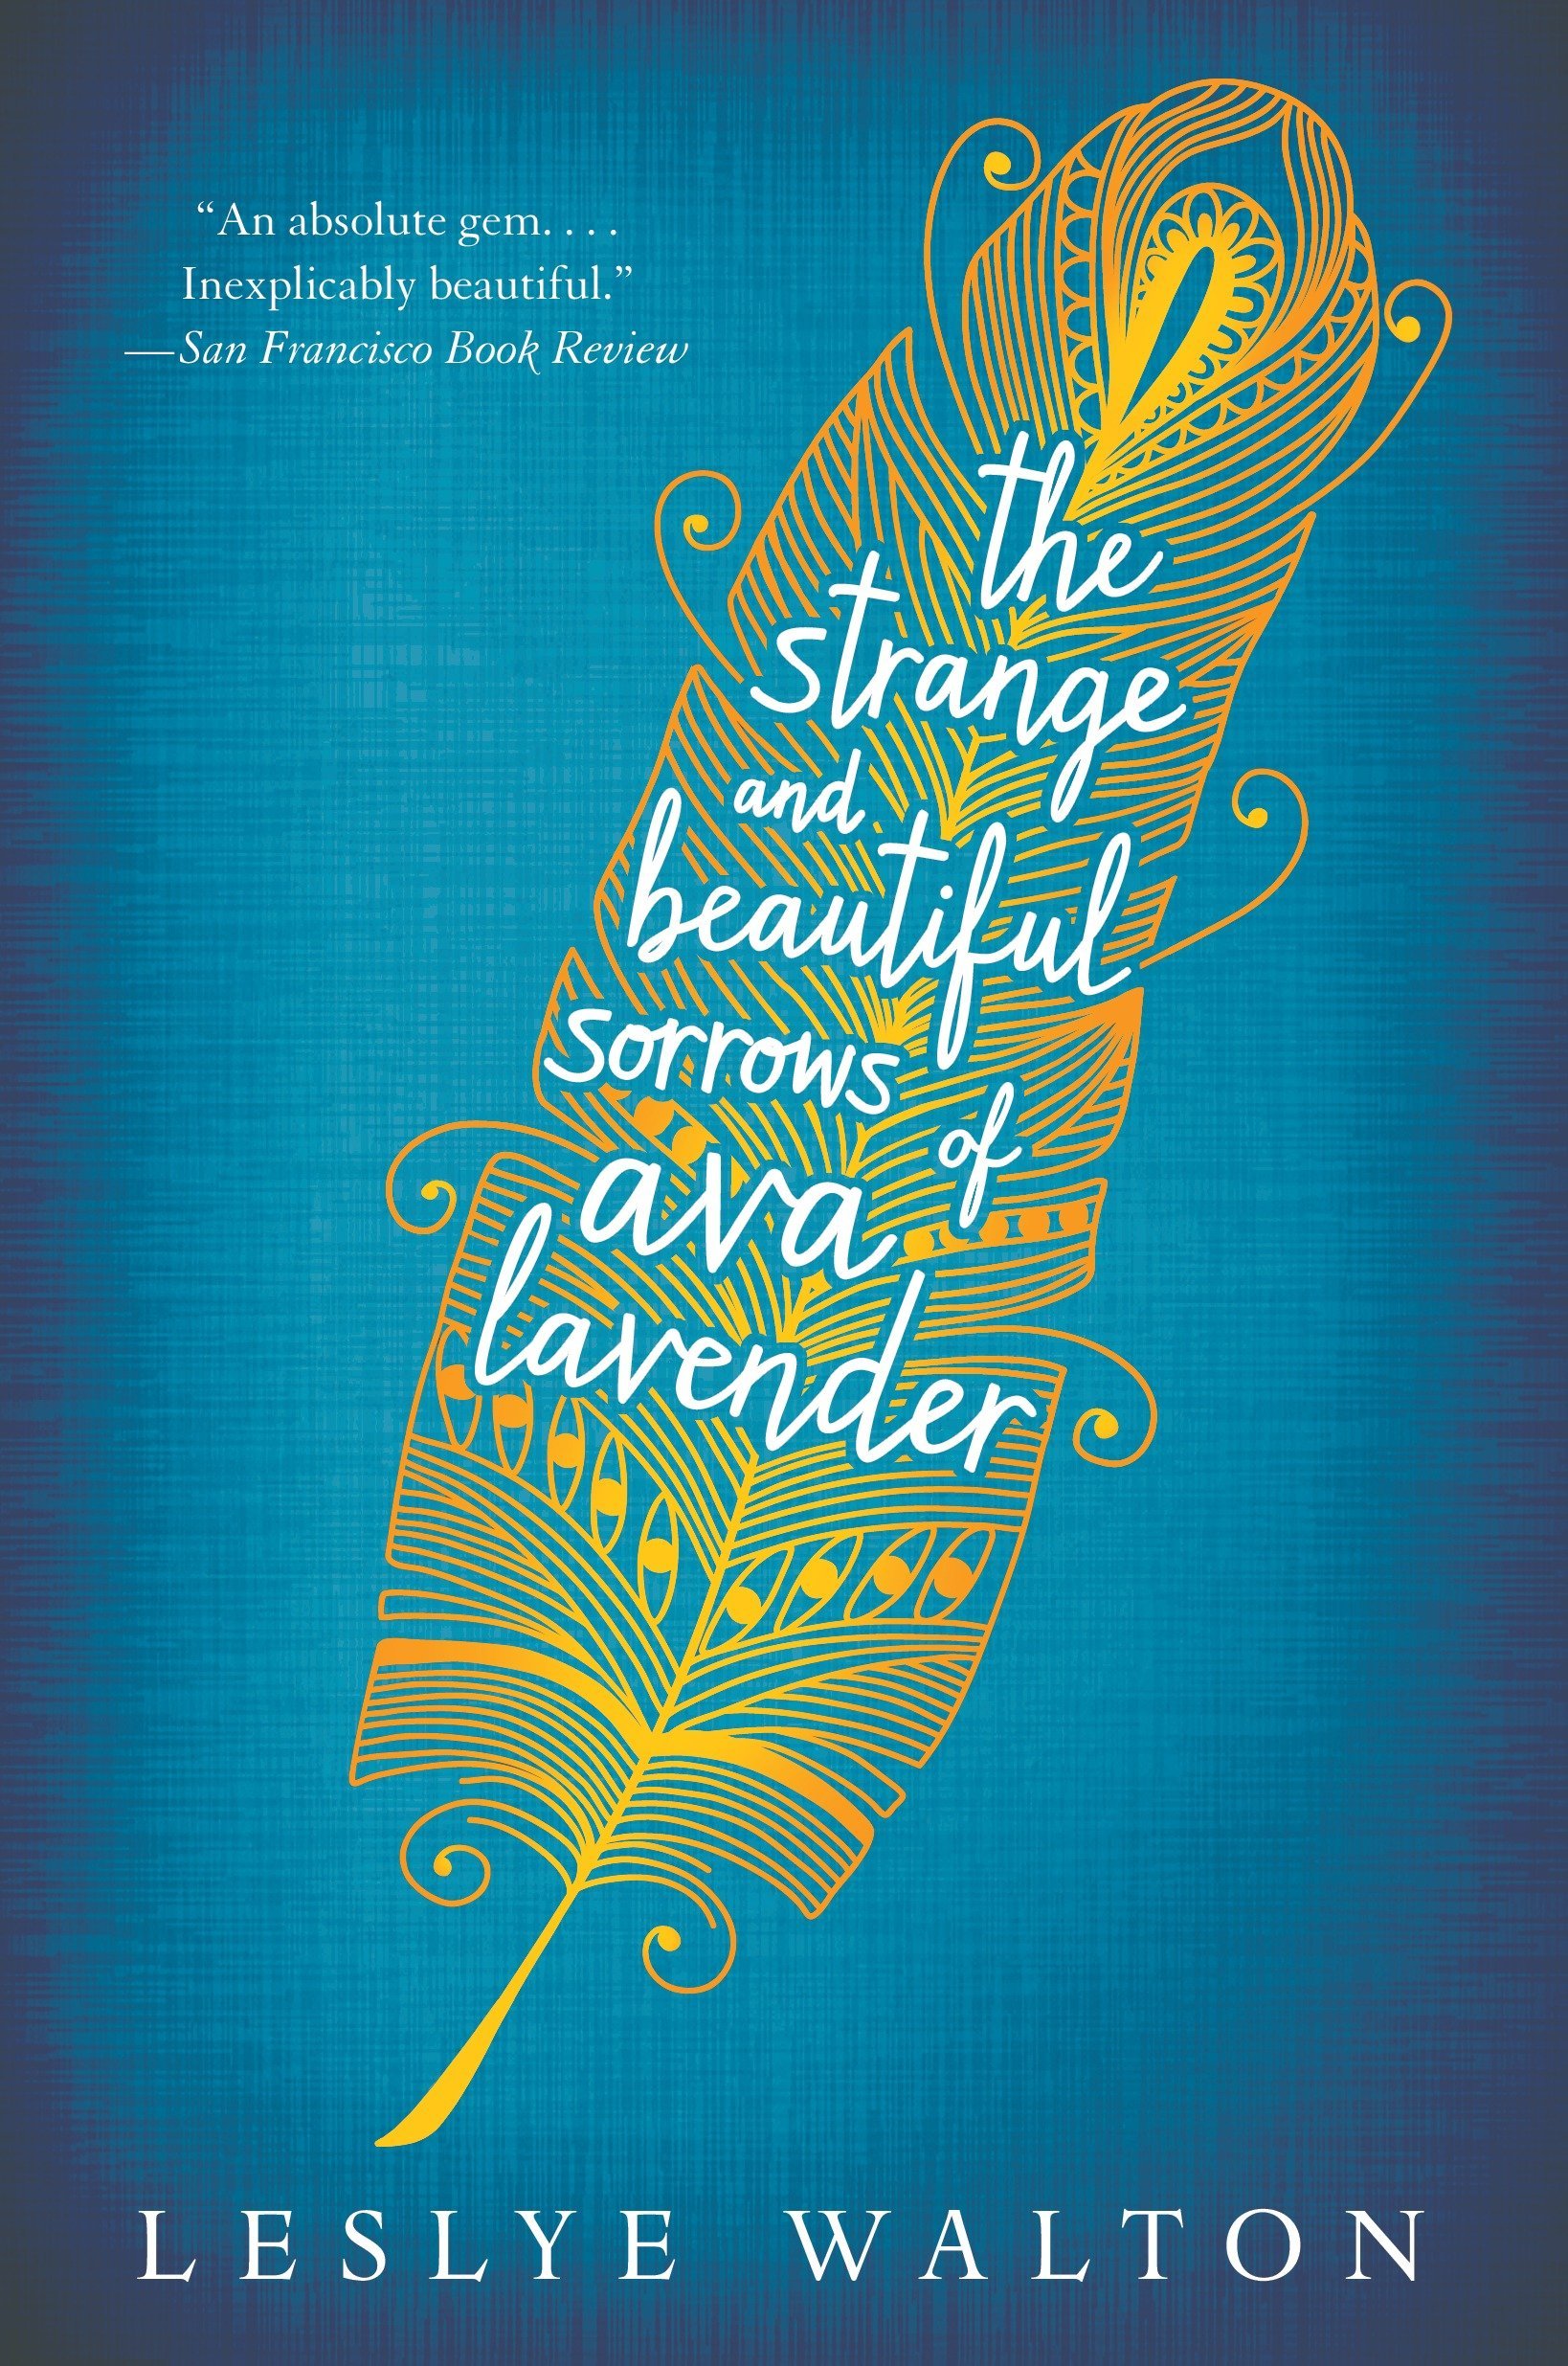 “An absolute gem. . . .
Inexplicably beautiful.”
—San Francisco Book Review
the
strange
and
beautiful
sorrows
of
ava
lavender
LESLYE WALTON